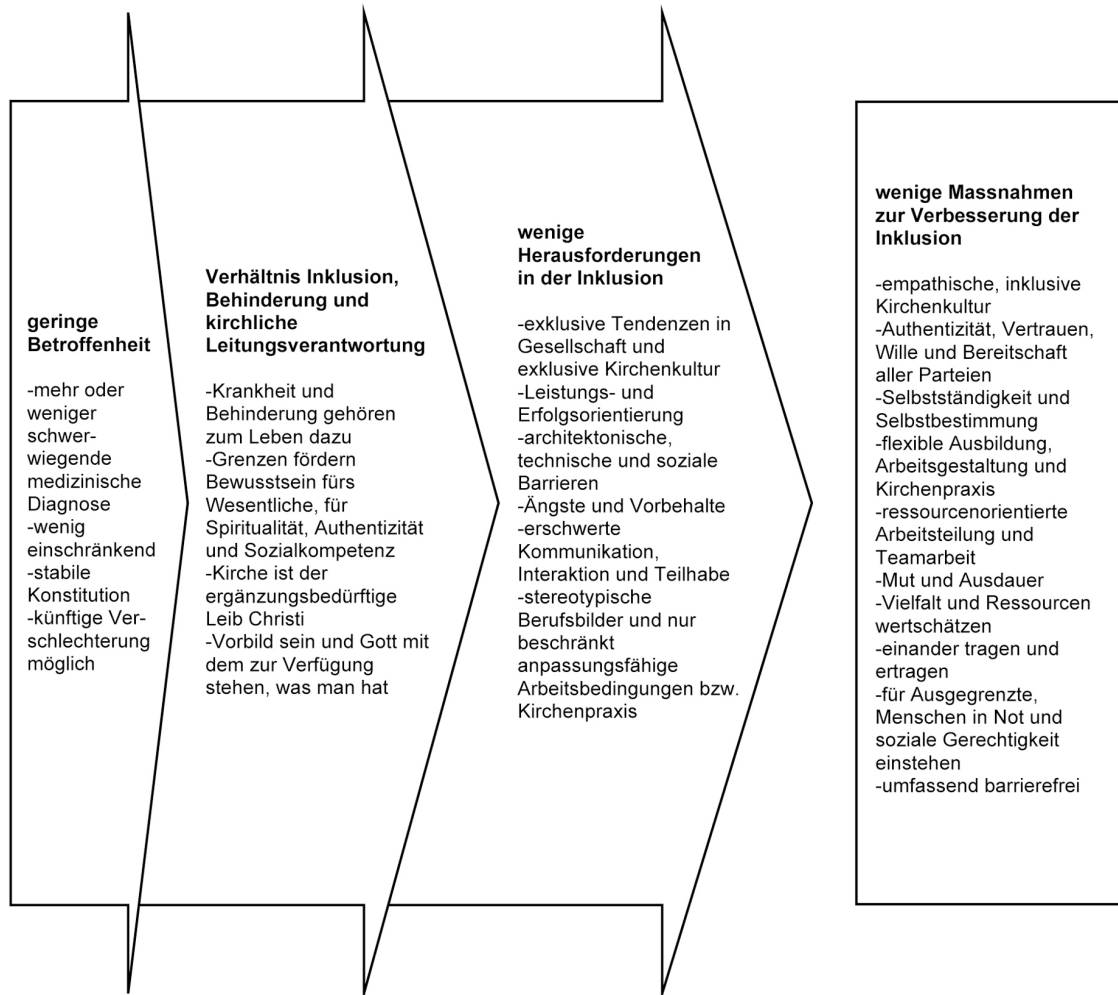 geringe
Betroffenheit
-mehr oder
weniger
schwer-
wiegende
medizinische
Diagnose
-wenig
einschränkend
-stabile
Konstitution
-künftige Ver-
schlechterung
möglich
Verhältnis Inklusion,
Behinderung und
kirchliche
Leitungsverantwortung
-Krankheit und
Behinderung gehören
zum Leben dazu
-Grenzen fördern
Bewusstsein fürs
Wesentliche, für
Spiritualität, Authentizität
und Sozialkompetenz
-Kirche ist der
ergänzungsbedürftige
Leib Christi
-Vorbild sein und Gott mit
dem zur Verfügung
stehen, was man hat
wenige
Herausforderungen
in der Inklusion
-exklusive Tendenzen in
Gesellschaft und
exklusive Kirchenkultur
-Leistungs- und
Erfolgsorientierung
-architektonische,
technische und soziale
Barrieren
-Ängste und Vorbehalte
-erschwerte
Kommunikation,
Interaktion und Teilhabe
-stereotypische
Berufsbilder und nur
beschränkt
anpassungsfähige
Arbeitsbedingungen bzw.
Kirchenpraxis
wenige Massnahmen
zur Verbesserung der
Inklusion
-empathische, inklusive
Kirchenkultur
-Authentizität, Vertrauen,
Wille und Bereitschaft
aller Parteien
-Selbstständigkeit und
Selbstbestimmung
-flexible Ausbildung,
Arbeitsgestaltung und
Kirchenpraxis
-ressourcenorientierte
Arbeitsteilung und
Teamarbeit
-Mut und Ausdauer
-Vielfalt und Ressourcen
wertschätzen
-einander tragen und
ertragen
-für Ausgegrenzte,
Menschen in Not und
soziale Gerechtigkeit
einstehen
-umfassend barrierefrei